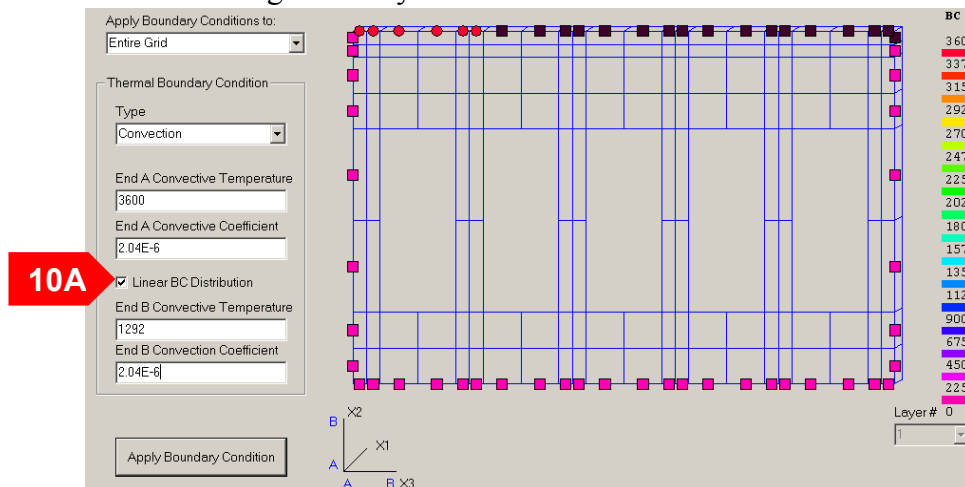 Apply Boundary Conditions to:
Entire Grid
Thermal Boundary Condition
Type
Convection
End A Convective Temperature
3600
End A Convective Coefficient
2.04E-6
10A
Linear BC Distribution
End B Convective Temperature
1292
End B Convection Coefficient
2.04E-6
Apply Boundary Condition
X2
B
X1
A
A
B X3
BC
360
337
315
292
270
247
225
202
180
157
135
112
900
675
450
225
Layer # 0
1